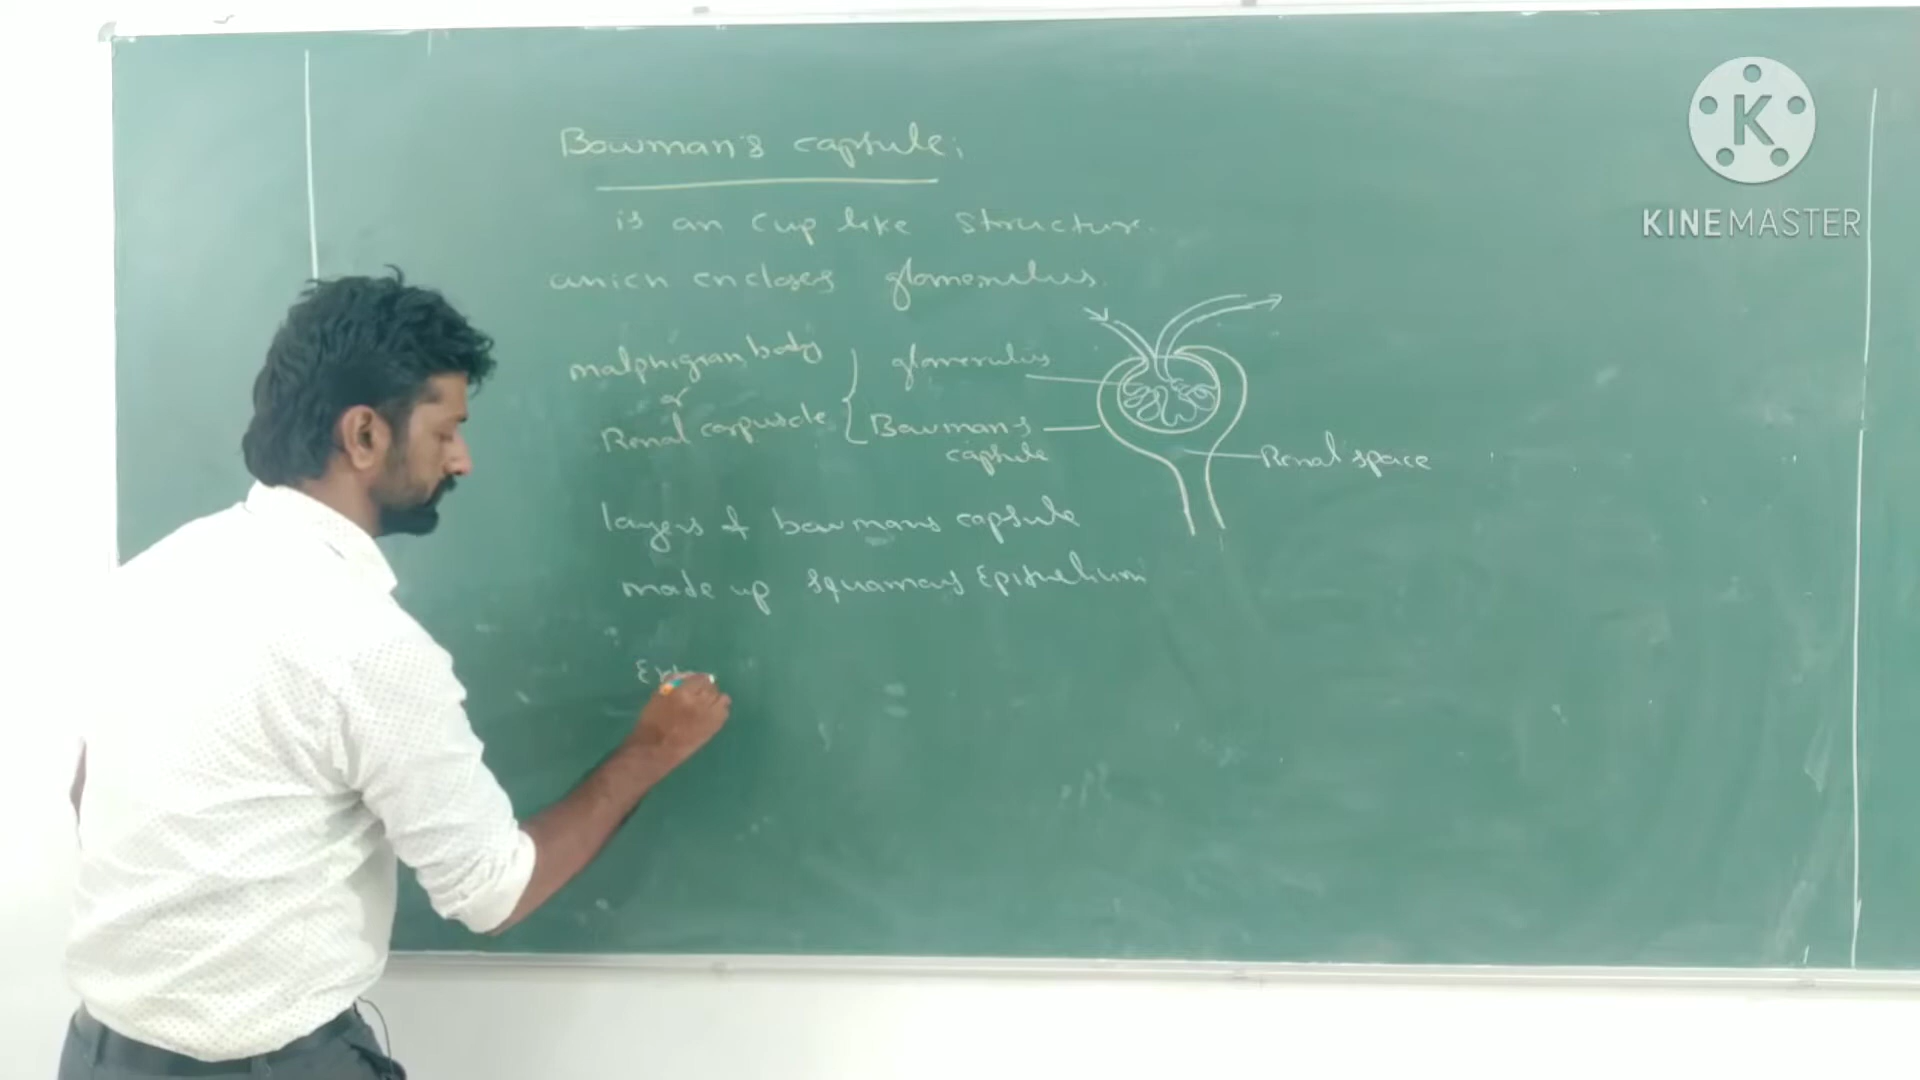 Bowman's capsule;
is an cup like structure.
which encloses glomerulus.
malphigian body
or
Renal corpuscle
glomerulus
Bowman's
capsule
Renal space
layers of bowmans capsule
made up squamous Epithelium
K
KINEMASTER